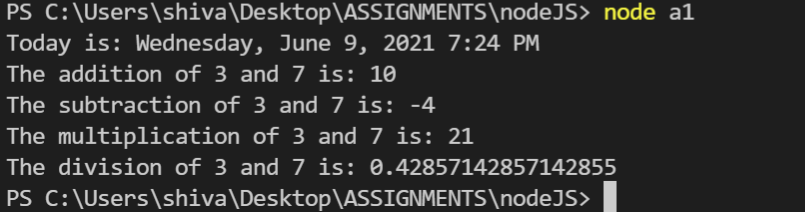 PS C:\Users\shiva\Desktop\ASSIGNMENTS\nodeJS> node a1
Today is: Wednesday, June 9, 2021 7:24 PM
The addition of 3 and 7 is: 10
The subtraction of 3 and 7 is: -4
The multiplication of 3 and 7 is: 21
The division of 3 and 7 is: 0.42857142857142855
PS C:\Users\shiva\Desktop\ASSIGNMENTS\nodeJS>